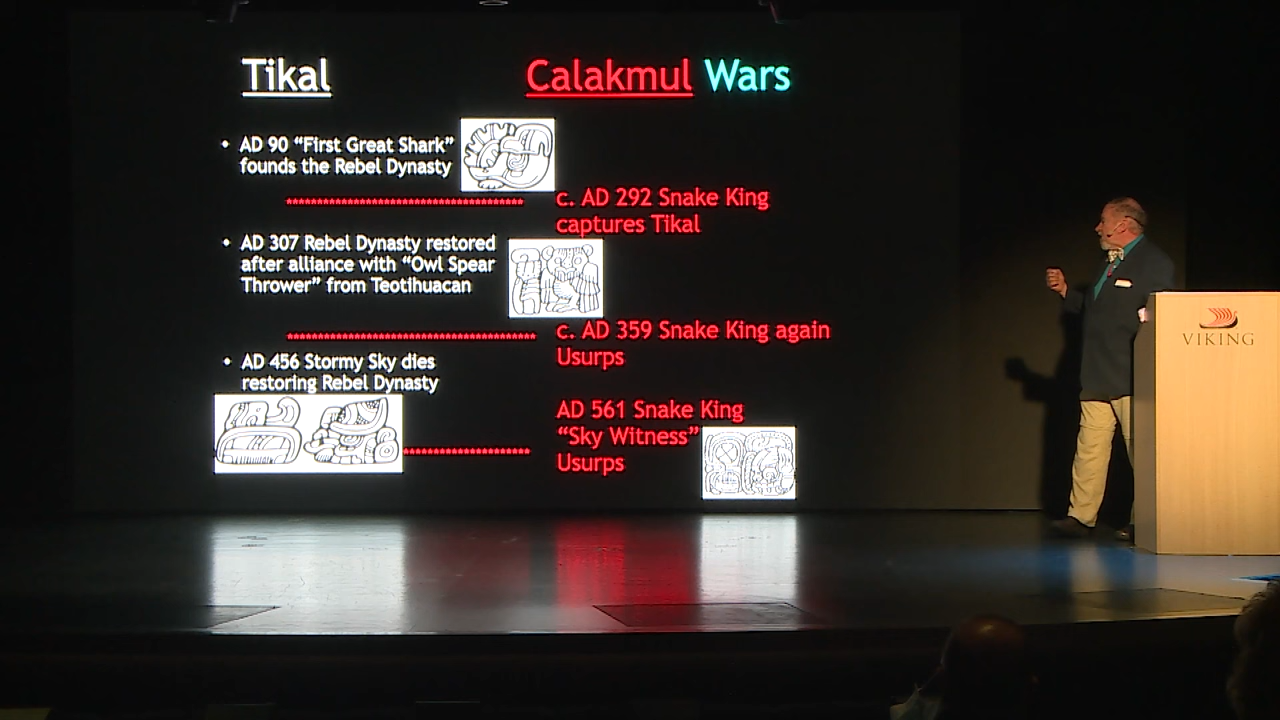 Tikal
Calakmul Wars
• AD 90 “First Great Shark”
founds the Rebel Dynasty
******************************
c. AD 292 Snake King
captures Tikal
• AD 307 Rebel Dynasty restored
after alliance with “Owl Spear
Thrower” from Teotihuacan
******************************
c. AD 359 Snake King again
Usurps
• AD 456 Stormy Sky dies
restoring Rebel Dynasty
****************
AD 561 Snake King
“Sky Witness”
Usurps
VIKING